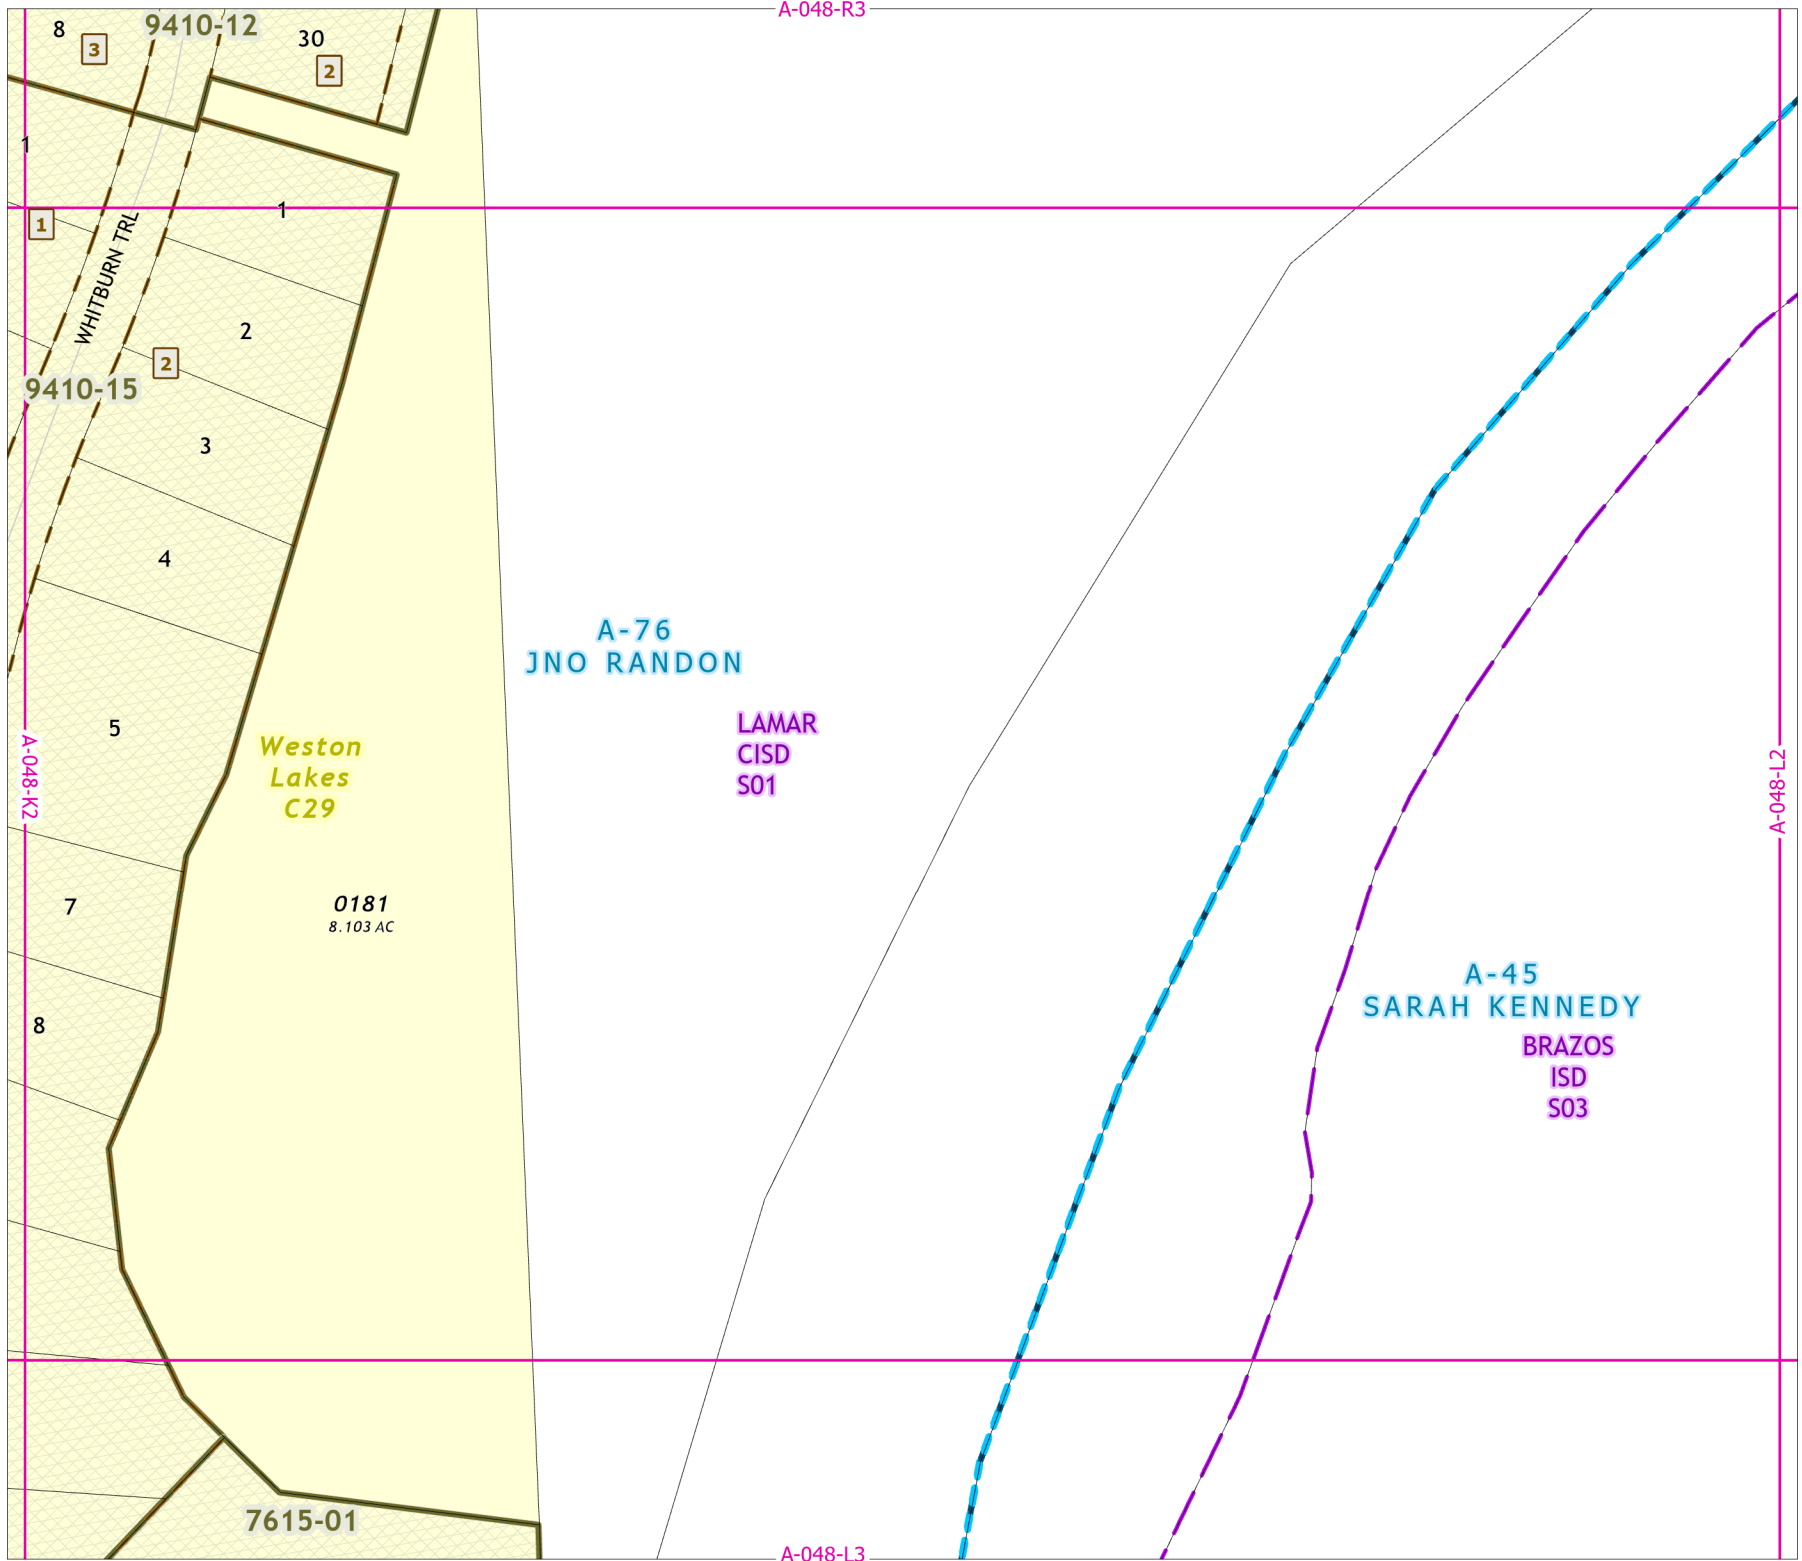 A-048-R3
9410-12
8
3
30
2
1
1
1
WHITBURN TRL
2
2
9410-15
3
4
A-76
JNO RANDON
5
LAMAR
CISD
S01
Weston
Lakes
C29
A-048-K2
A-048-L2
0181
8.103 AC
7
A-45
SARAH KENNEDY
8
BRAZOS
ISD
S03
7615-01
A-048-L3